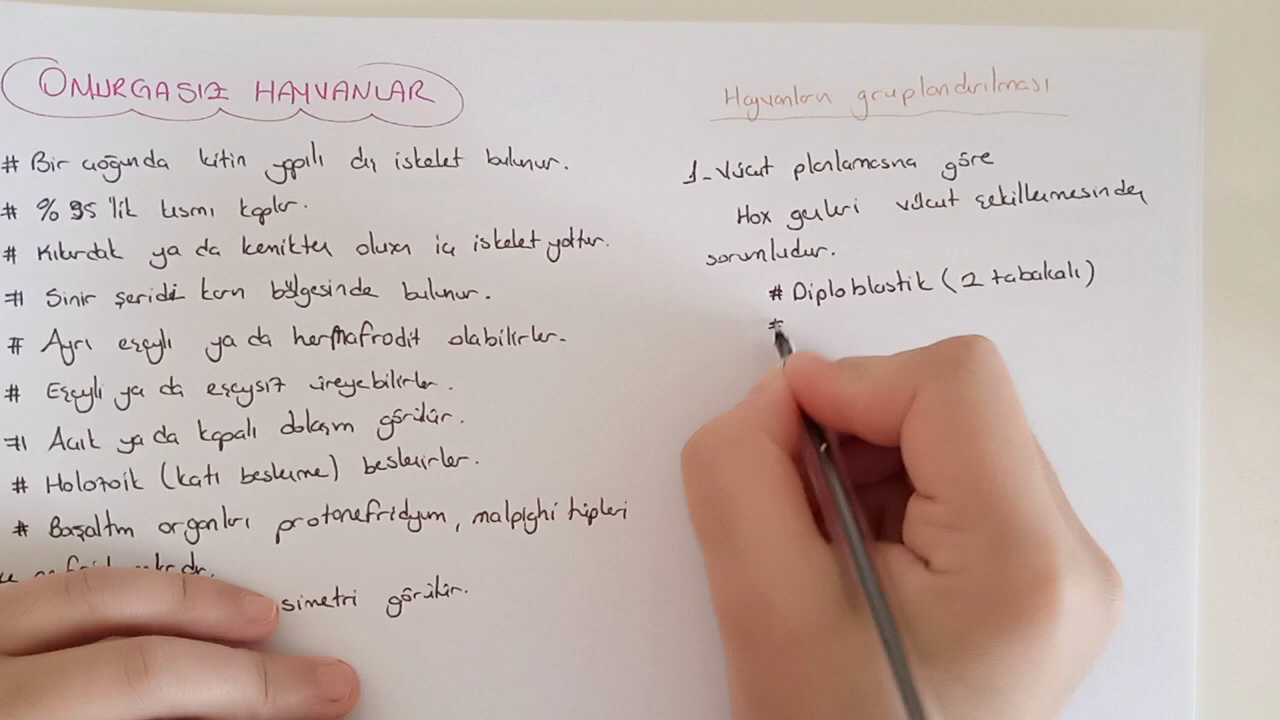 OMURGASIZ HAYVANLAR
# Bir çoğunda kitin yapılı dış iskelet bulunur.
# % 95'lik kısmı kaplar.
# Kıkırdak ya da kemikten oluşan iç iskelet yoktur.
# Sinir şeridi karın bölgesinde bulunur.
# Ayrı eşeyli ya da hermafrodit olabilirler.
# Eşeyli ya da eşeysiz üreyebilirler.
# Açık ya da kapalı dolaşım görülür.
# Holozoik (katı beslenme) beslenirler.
# Boşaltım organları protonefridyum, malpighi tüpleri
simetri görülür.
Hayvanların gruplandırılması
1-Vücut planlamasına göre
Hox genleri vücut şekillenmesinden
sorumludur.
# Diploblastik (2 tabakalı)
#